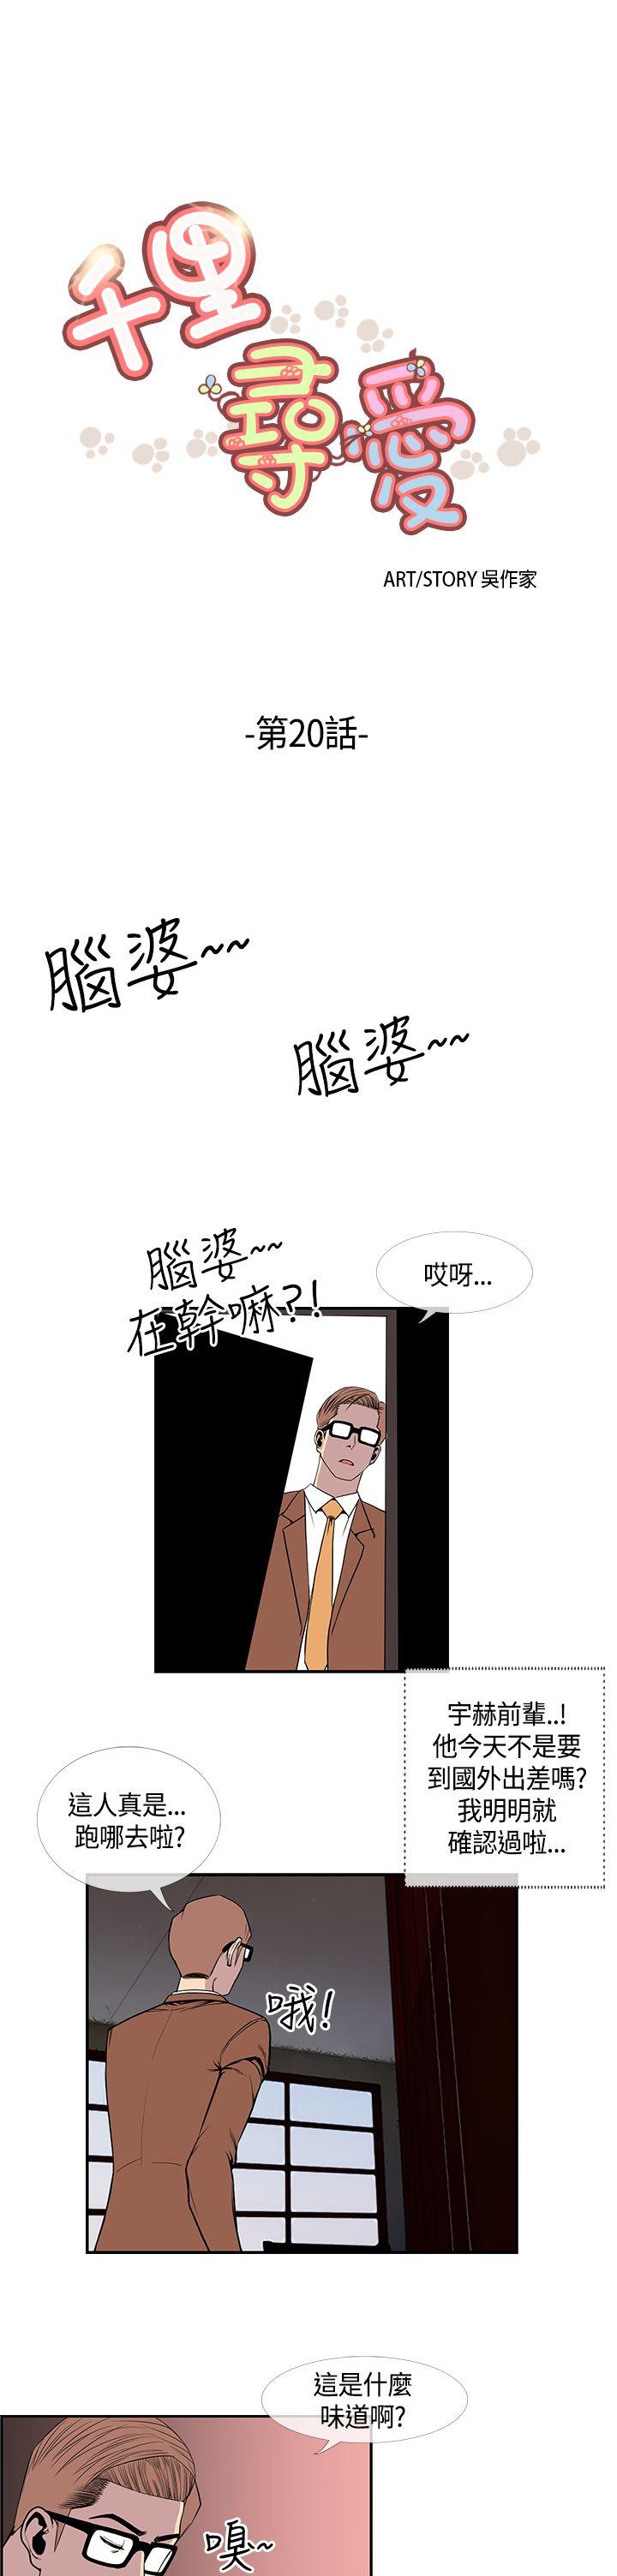 千里
尋愛
ART/STORY 吳作家
-第20話-
腦婆~~
腦婆~~
腦婆~~
在幹嘛?!
哎呀...
宇赫前輩..!
他今天不是要
到國外出差嗎?
我明明就
確認過啦...
這人真是...
跑哪去啦?
哦!
這是什麼
味道啊?
嗅~